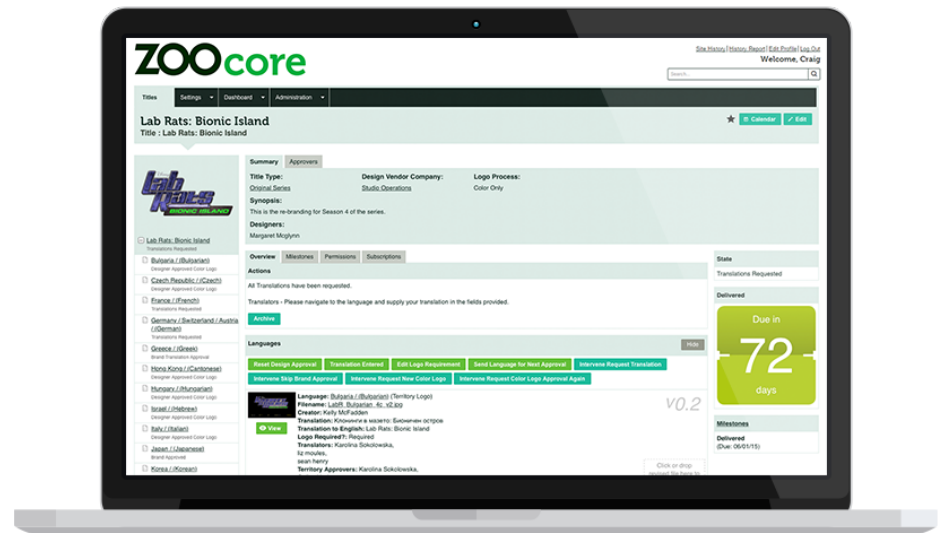 ZOOcore
Site History | History Report | Edit Profile | Log Out
Welcome, Craig
Search...
Titles Settings Dashboard Administration
Lab Rats: Bionic Island
Title : Lab Rats: Bionic Island
Calendar Edit
Lab Rats
BIONIC ISLAND
Lab Rats: Bionic Island
Translations Requested
Bulgaria / (Bulgarian)
Designer Approved Color Logo
Czech Republic / (Czech)
Designer Approved Color Logo
France / (French)
Translations Requested
Germany / Switzerland / Austria
/ (German)
Translations Requested
Greece / (Greek)
Brand Translation Approval
Hong Kong / (Cantonese)
Designer Approved Color Logo
Hungary / (Hungarian)
Designer Approved Color Logo
Israel / (Hebrew)
Designer Approved Color Logo
Italy / (Italian)
Designer Approved Color Logo
Japan / (Japanese)
Brand Approved
Korea / (Korean)
Summary Approvers
Title Type: Design Vendor Company: Logo Process:
Original Series Studio Operations Color Only
Synopsis:
This is the re-branding for Season 4 of the series.
Designers:
Margaret Mcglynn
Overview Milestones Permissions Subscriptions
Actions
All Translations have been requested.
Translators - Please navigate to the language and supply your translation in the fields provided.
Archive
Languages Hide
Reset Design Approval Translation Entered Edit Logo Requirement Send Language for Next Approval Intervene Request Translation
Intervene Skip Brand Approval Intervene Request New Color Logo Intervene Request Color Logo Approval Again
View
Language: Bulgaria / (Bulgarian) (Territory Logo)
Filename: LabR_Bulgarian_4c_v2.jpg
Creator: Kelly McFadden
Translation: Клонинги в мазето: Бионичен остров
Translation to English: Lab Rats: Bionic Island
Logo Required?: Required
Translators: Karolina Sokolowska,
liz moules,
sean henry
Territory Approvers: Karolina Sokolowska,
v0.2
Click or drop
revised file here to
State
Translations Requested
Delivered
Due in
72
days
Milestones
Delivered
(Due: 06/01/15)